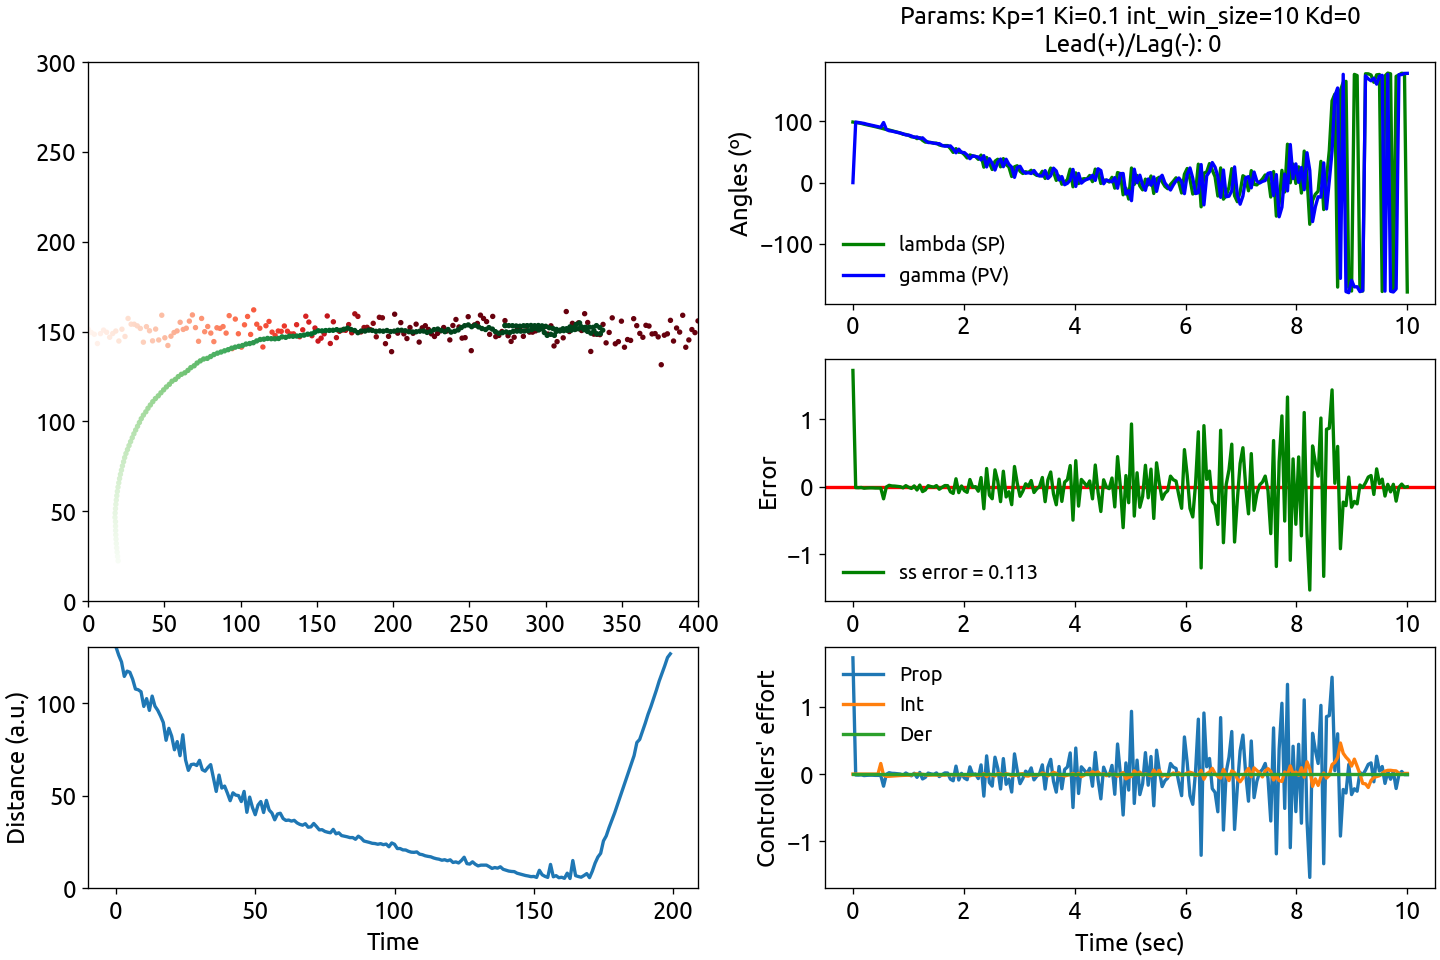 Params: Kp=1 Ki=0.1 int_win_size=10 Kd=0
Lead(+)/Lag(-): 0
300
250
200
150
100
50
0
0 50 100 150 200 250 300 350 400
Angles (°)
100
0
−100
lambda (SP)
gamma (PV)
0 2 4 6 8 10
Error
1
0
−1
ss error = 0.113
0 2 4 6 8 10
Distance (a.u.)
100
50
0
0 50 100 150 200
Time
Controllers' effort
1
0
−1
Prop
Int
Der
0 2 4 6 8 10
Time (sec)